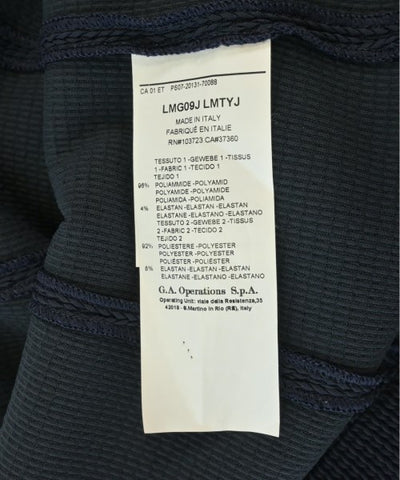 CA 01 ET PS07-20131-70098
LMG09J LMTYJ
MADE IN ITALY
FABRIQUÉ EN ITALIE
RN#103723 CA#37360
TESSUTO 1 -GEWEBE 1 -TISSUS
1 -FABRIC 1 -TECIDO 1
TEJIDO 1
96% POLIAMMIDE -POLYAMID
POLYAMIDE -POLYAMIDE
POLIAMIDA -POLIAMIDA
4% ELASTAN -ELASTAN -ELASTAN
ELASTANE -ELASTANO -ELASTANO
TESSUTO 2 -GEWEBE 2 -TISSUS
2 -FABRIC 2 -TECIDO 2
TEJIDO 2
92% POLIESTERE -POLYESTER
POLYESTER -POLYESTER
POLIÉSTER -POLIÉSTER
8% ELASTAN -ELASTAN -ELASTAN
ELASTANE -ELASTANO -ELASTANO
G.A. Operations S.p.A.
Operating Unit: viale della Resistenza,35
42018 - S.Martino in Rio (RE), Italy